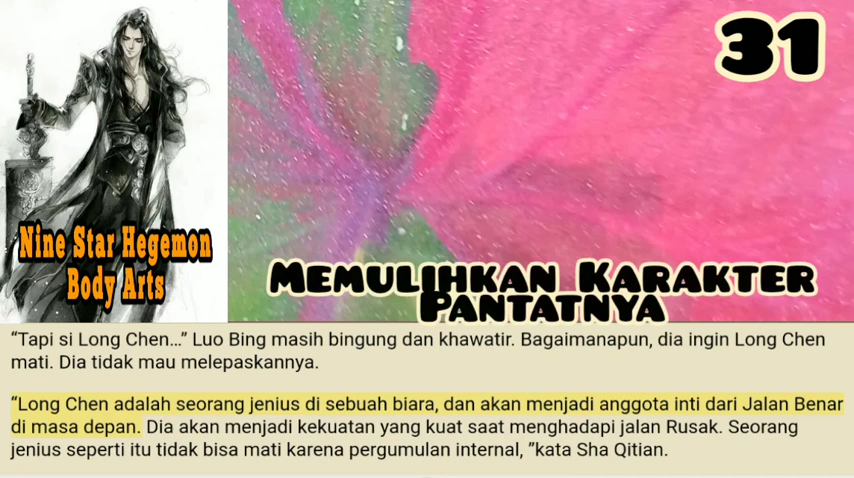 31
Nine Star Hegemon
Body Arts
Memulihkan Karakter
Pantatnya
“Tapi si Long Chen…” Luo Bing masih bingung dan khawatir. Bagaimanapun, dia ingin Long Chen
mati. Dia tidak mau melepaskannya.
“Long Chen adalah seorang jenius di sebuah biara, dan akan menjadi anggota inti dari Jalan Benar
di masa depan. Dia akan menjadi kekuatan yang kuat saat menghadapi jalan Rusak. Seorang
jenius seperti itu tidak bisa mati karena pergumulan internal, ”kata Sha Qitian.